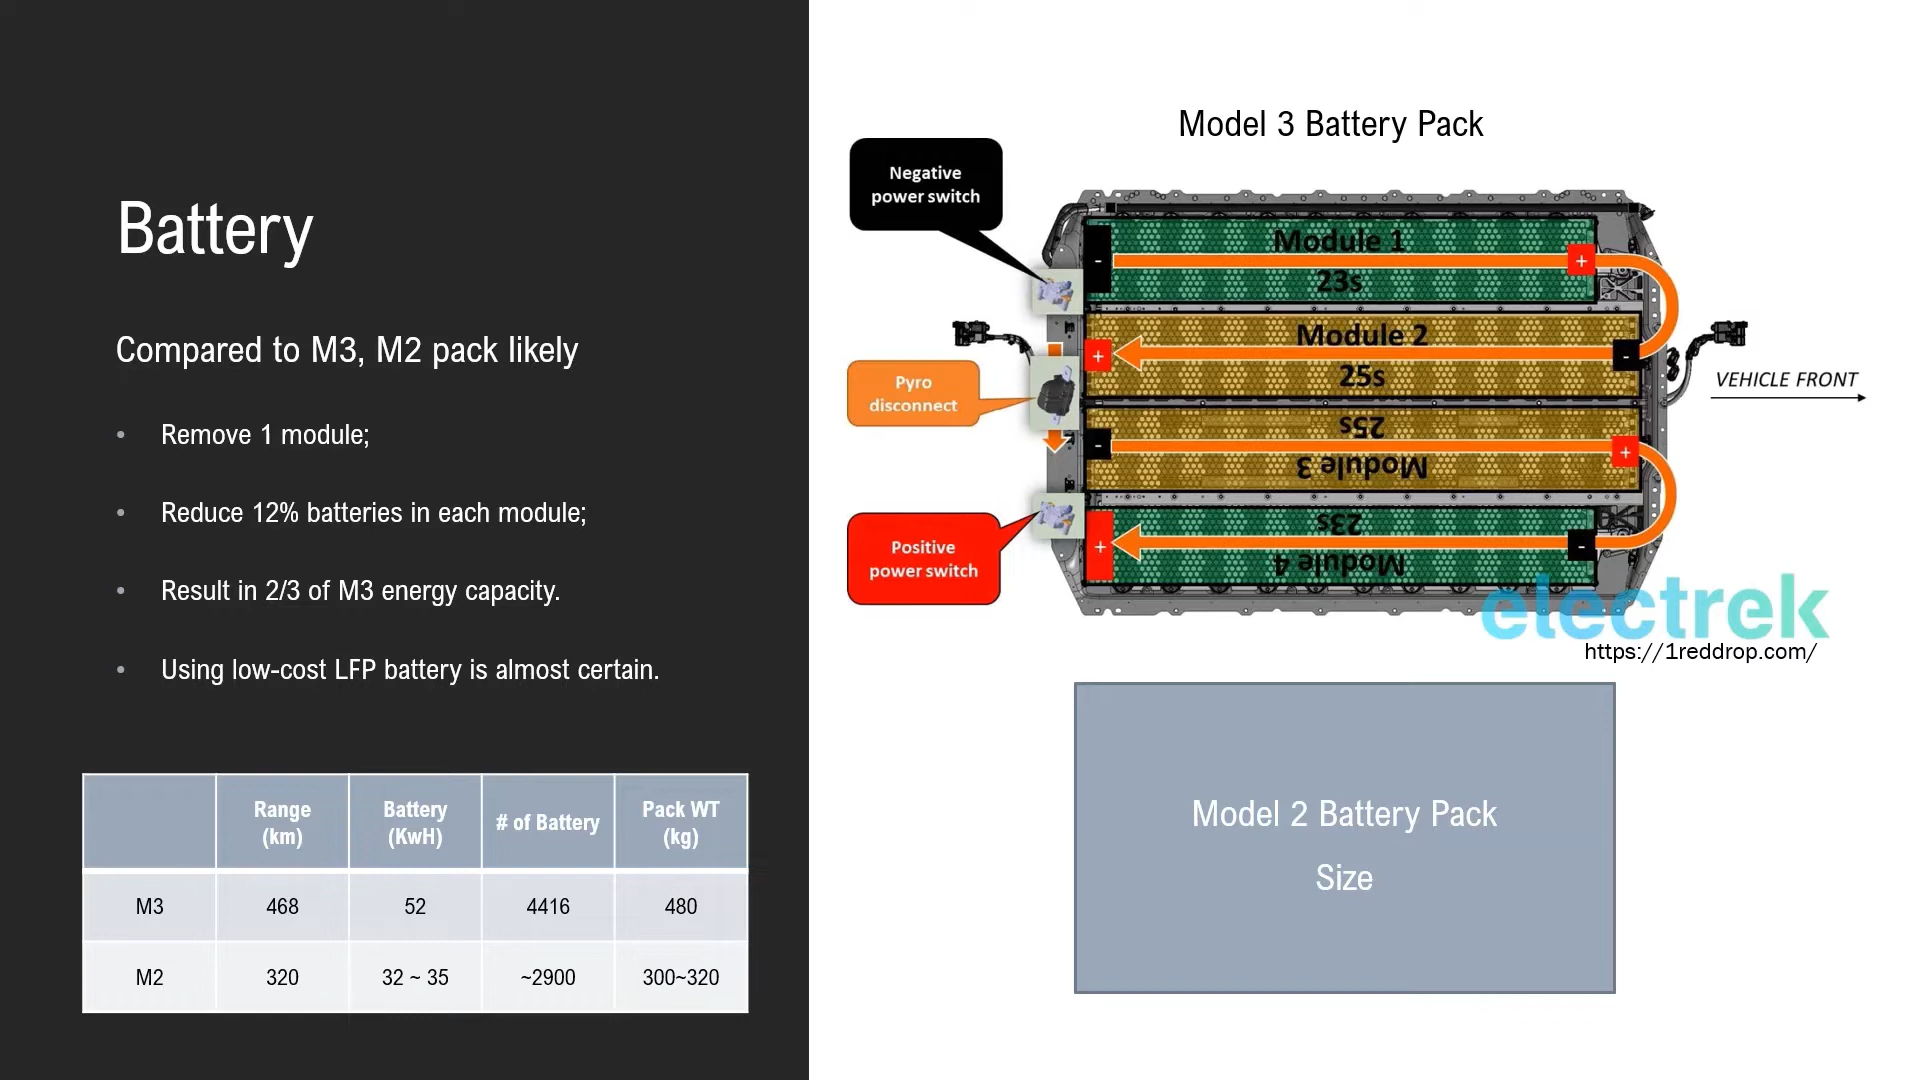 Battery
Compared to M3, M2 pack likely
• Remove 1 module;
• Reduce 12% batteries in each module;
• Result in 2/3 of M3 energy capacity.
• Using low-cost LFP battery is almost certain.
Range (km) Battery (KwH) # of Battery Pack WT (kg)
M3 468 52 4416 480
M2 320 32 ~ 35 ~2900 300~320
Model 3 Battery Pack
Negative
power switch
Module 1
- +
23s
Module 2
+ -
25s
Pyro
disconnect
VEHICLE FRONT
25s
- +
Module 3
23s
+ -
Module 4
Positive
power switch
electrek
https://1reddrop.com/
Model 2 Battery Pack
Size